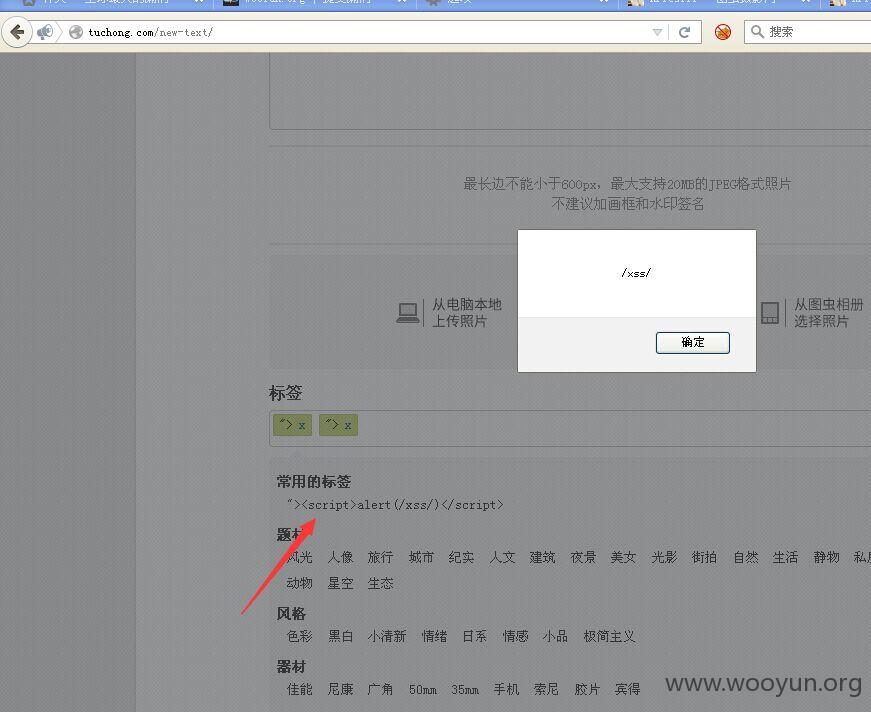 tuchong.com/new-text/
搜索
最长边不能小于600px，最大支持20MB的JPEG格式照片
不建议加画框和水印签名
/xss/
确定
从电脑本地
上传照片
从图虫相册
选择照片
标签
"> x "> x
常用的标签
"><script>alert(/xss/)</script>
风光 人像 旅行 城市 纪实 人文 建筑 夜景 美女 光影 街拍 自然 生活 静物
动物 星空 生态
风格
色彩 黑白 小清新 情绪 日系 情感 小品 极简主义
器材
佳能 尼康 广角 50mm 35mm 手机 索尼 胶片 宾得
www.wooyun.org